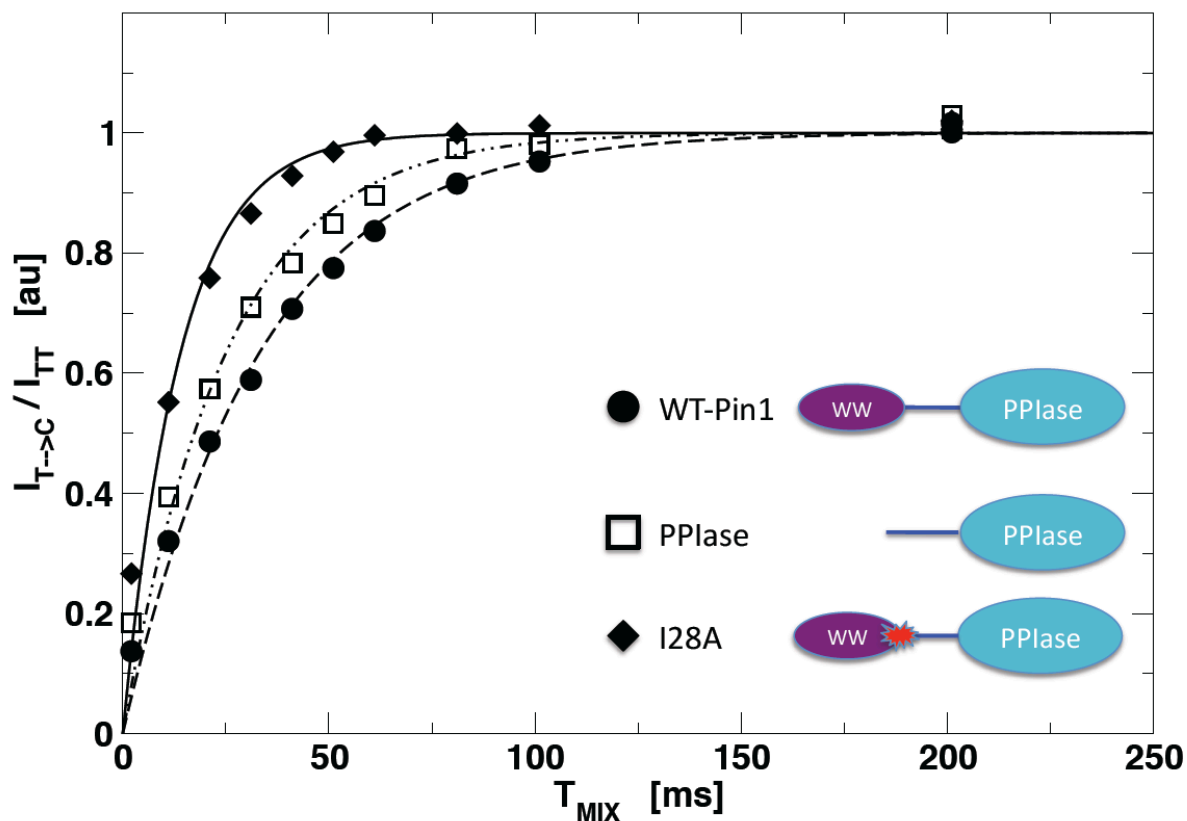 1
0.8
0.6
0.4
0.2
0
I_T-->C / I_TT [au]
WT-Pin1 WW PPIase
PPIase PPIase
I28A WW PPIase
0 50 100 150 200 250
T_MIX [ms]